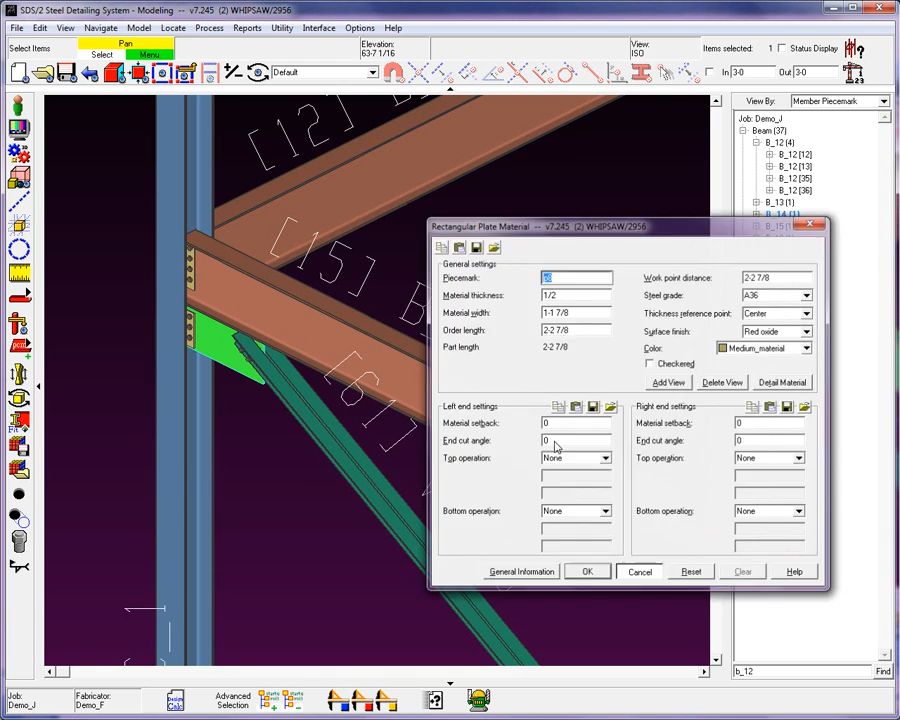 SDS/2 Steel Detailing System - Modeling -- v7.245 (2) WHIPSAW/2956
File Edit View Navigate Model Locate Process Reports Utility Interface Options Help
Select Items
Pan
Select
Menu
Elevation:
63-7 1/16
View:
ISO
Items selected: 1
Status Display
Default
In 3-0
Out 3-0
View By: Member Piecemark
Job: Demo_J
Beam (37)
B_12 (4)
B_12 [12]
B_12 [13]
B_12 [35]
B_12 [36]
B_13 (1)
B_14 (1)
B_15 (1)
[12] B
[15] B
[61]
Rectangular Plate Material -- v7.245 (2) WHIPSAW/2956
General settings
Piecemark:
Material thickness: 1/2
Material width: 1-1 7/8
Order length: 2-2 7/8
Part length 2-2 7/8
Work point distance: 2-2 7/8
Steel grade: A36
Thickness reference point: Center
Surface finish: Red oxide
Color: Medium_material
Checkered
Add View Delete View Detail Material
Left end settings
Material setback: 0
End cut angle: 0
Top operation: None
Bottom operation: None
Right end settings
Material setback: 0
End cut angle: 0
Top operation: None
Bottom operation: None
General Information OK Cancel Reset Clear Help
b_12 Find
Job:
Demo_J
Fabricator:
Demo_F
Design
Calc
Advanced
Selection